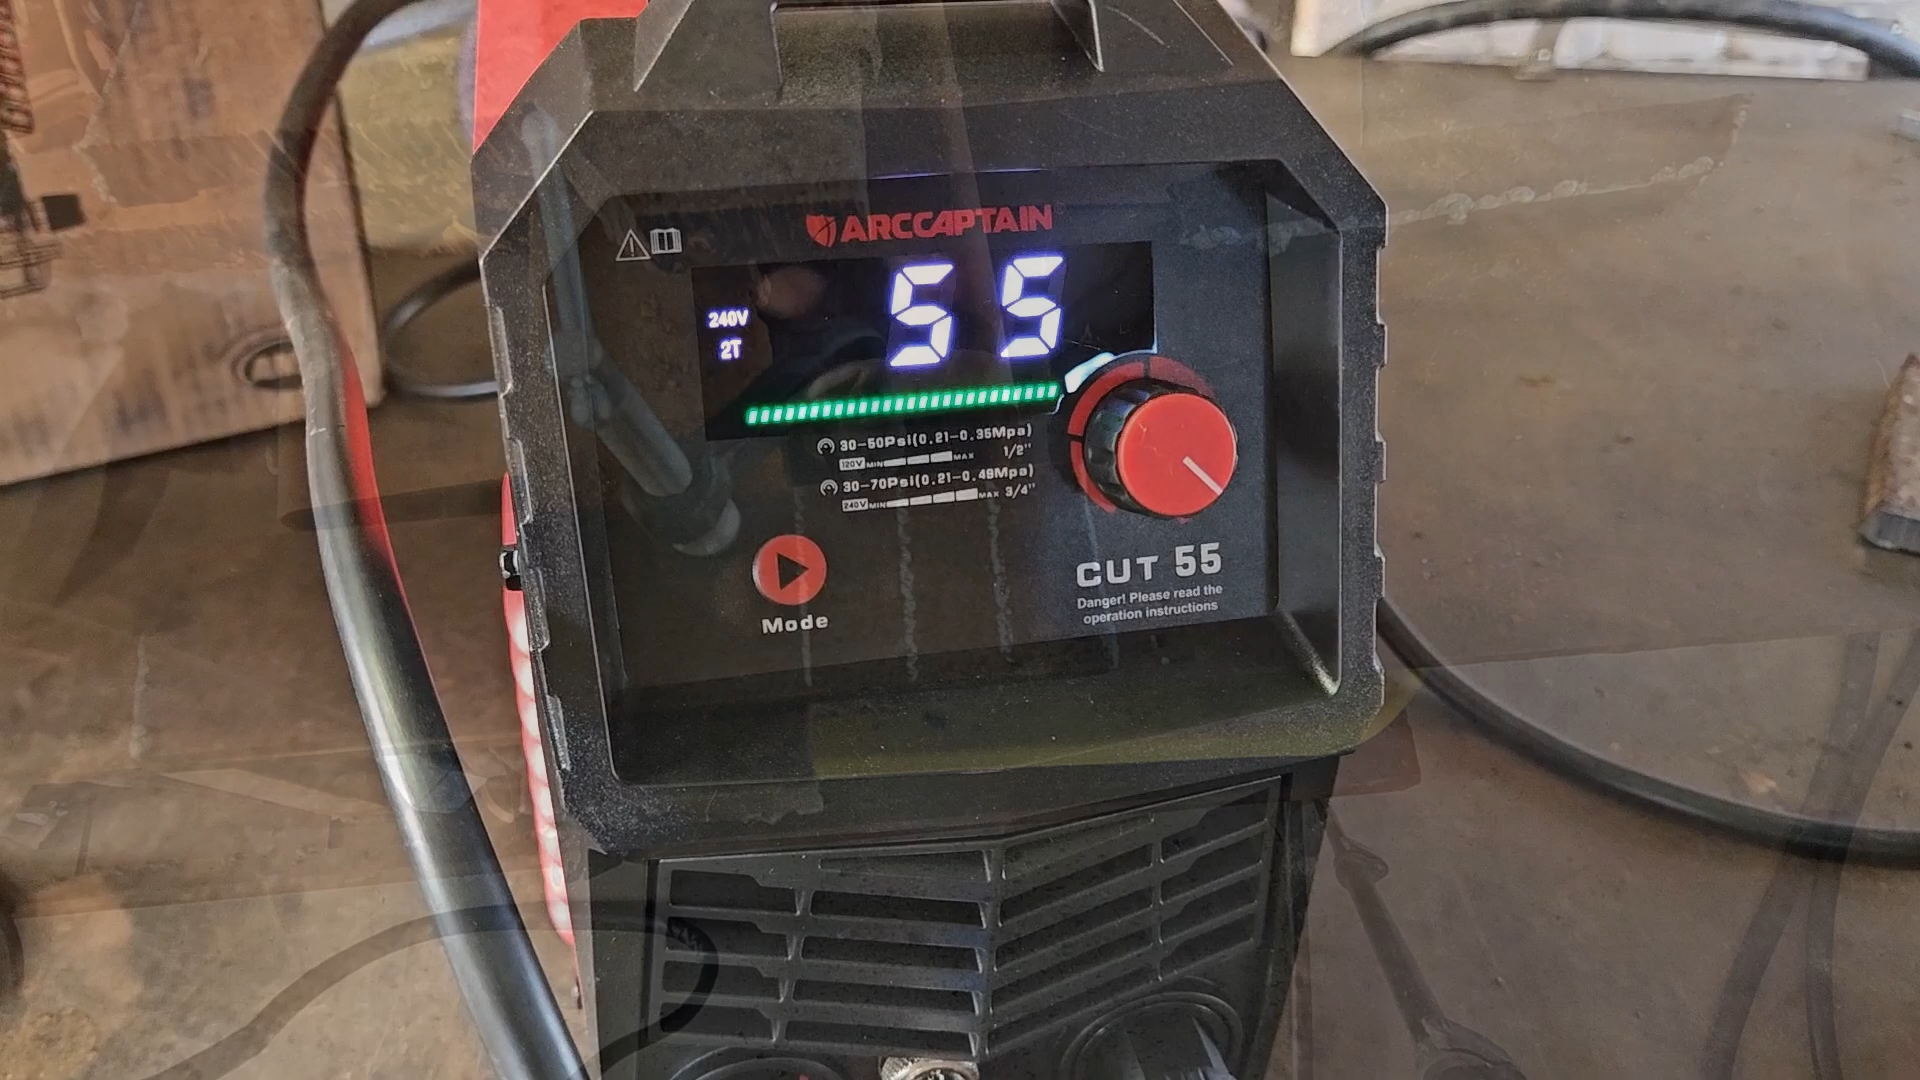 ARCCAPTAIN
55
240V
2T
30-50Psi(0.21-0.35Mpa)
120V MIN MAX 1/2"
30-70Psi(0.21-0.49Mpa)
240V MIN MAX 3/4"
Mode
CUT 55
Danger! Please read the
operation instructions